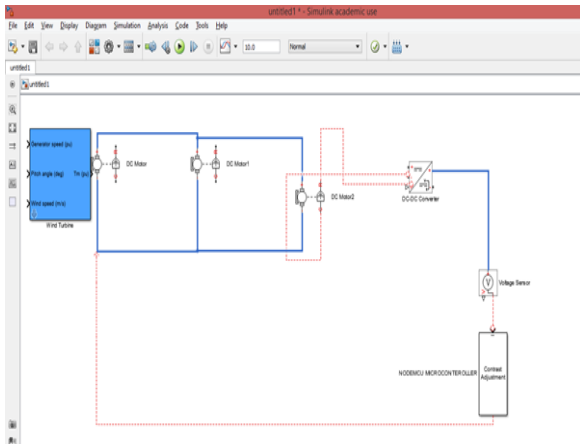 untitled1 * - Simulink academic use
File Edit View Display Diagram Simulation Analysis Code Tools Help
10.0 Normal
untitled1
untitled1
Generator speed (pu)
Pitch angle (deg) Tm (pu)
Wind speed (m/s)
Wind Turbine
DC Motor
DC Motor1
DC Motor2
DC-DC Converter
V
Voltage Sensor
NODEMCU MICROCONTEROLLER
Contrast
Adjustment